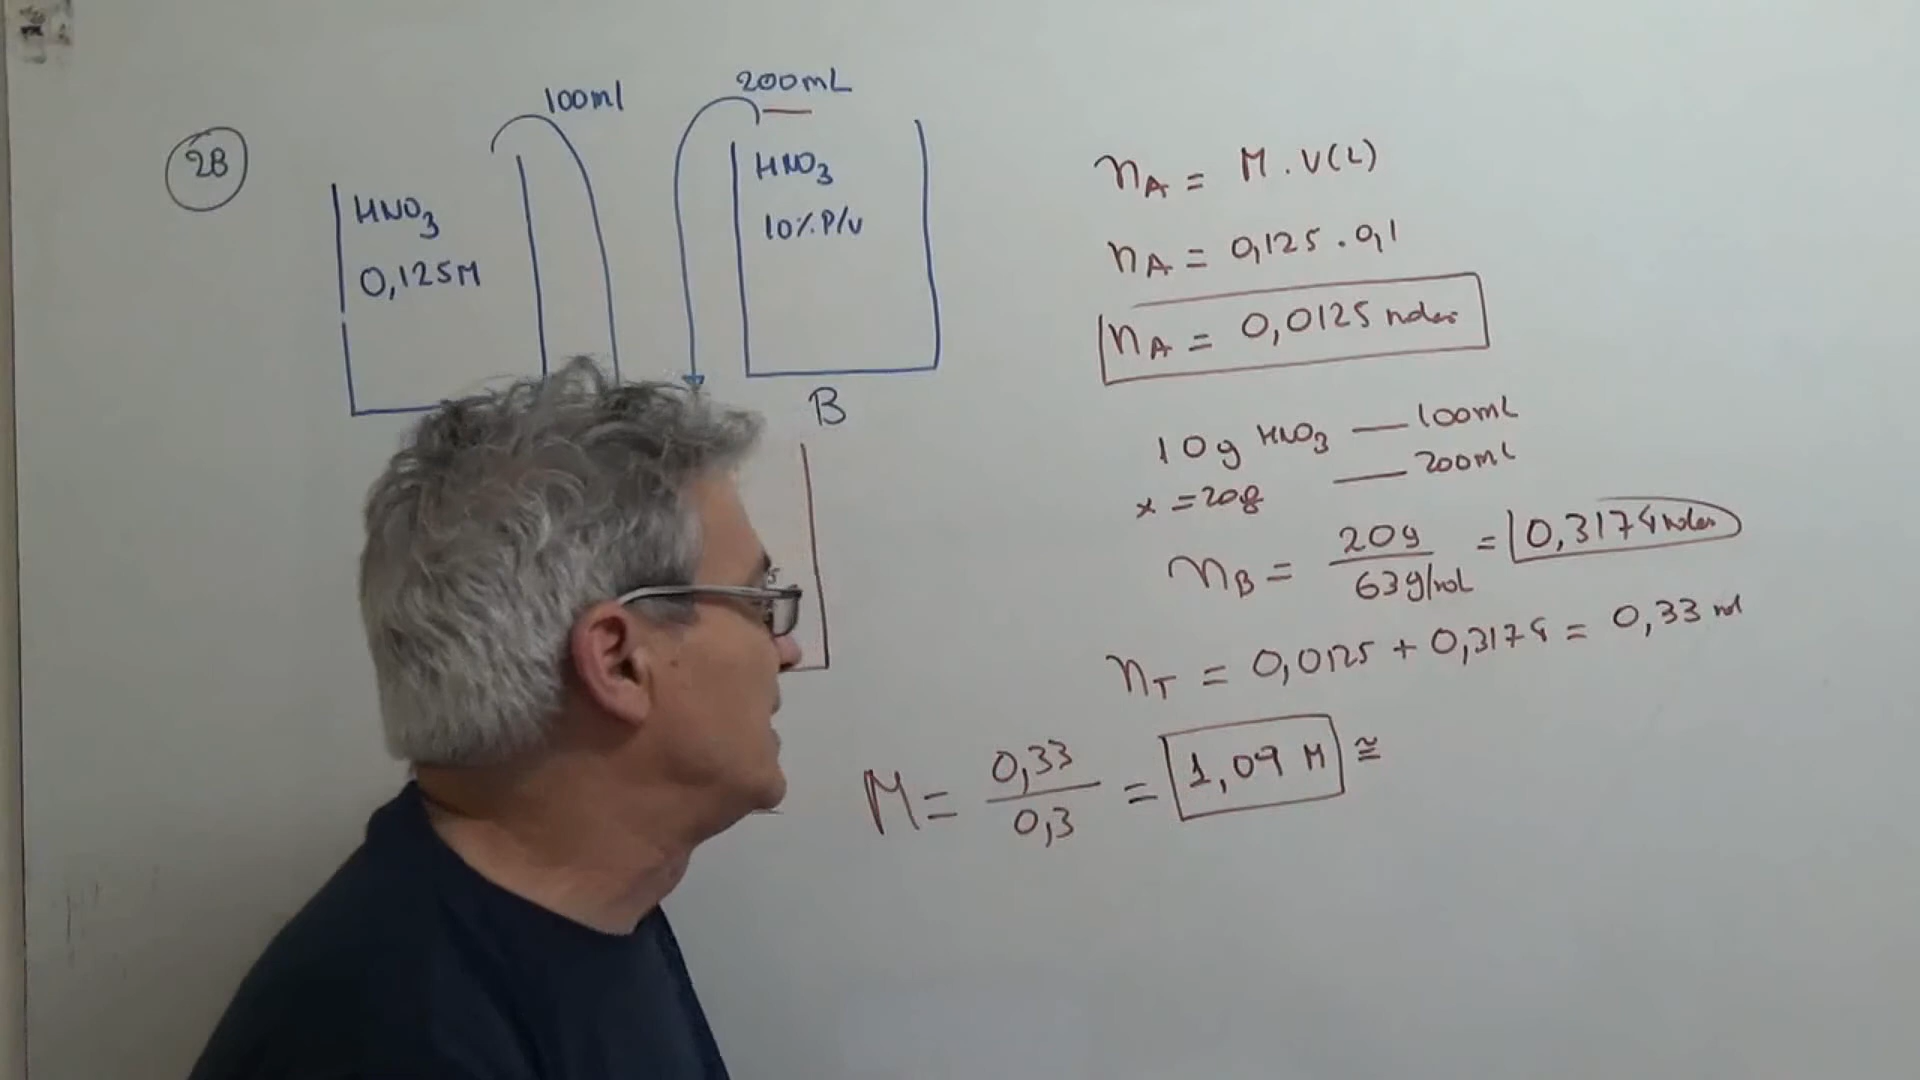 28
100ml
200mL
HNO3
0,125M
HNO3
10% P/V
B
nA = M . V(L)
nA = 0,125 . 0,1
nA = 0,0125 moles
10g HNO3 — 100mL
x = 20g — 200mL
nB = 20g / 63g/mol = 0,3174 moles
nT = 0,0125 + 0,3174 = 0,33 mol
M = 0,33 / 0,3 = 1,09 M ≅